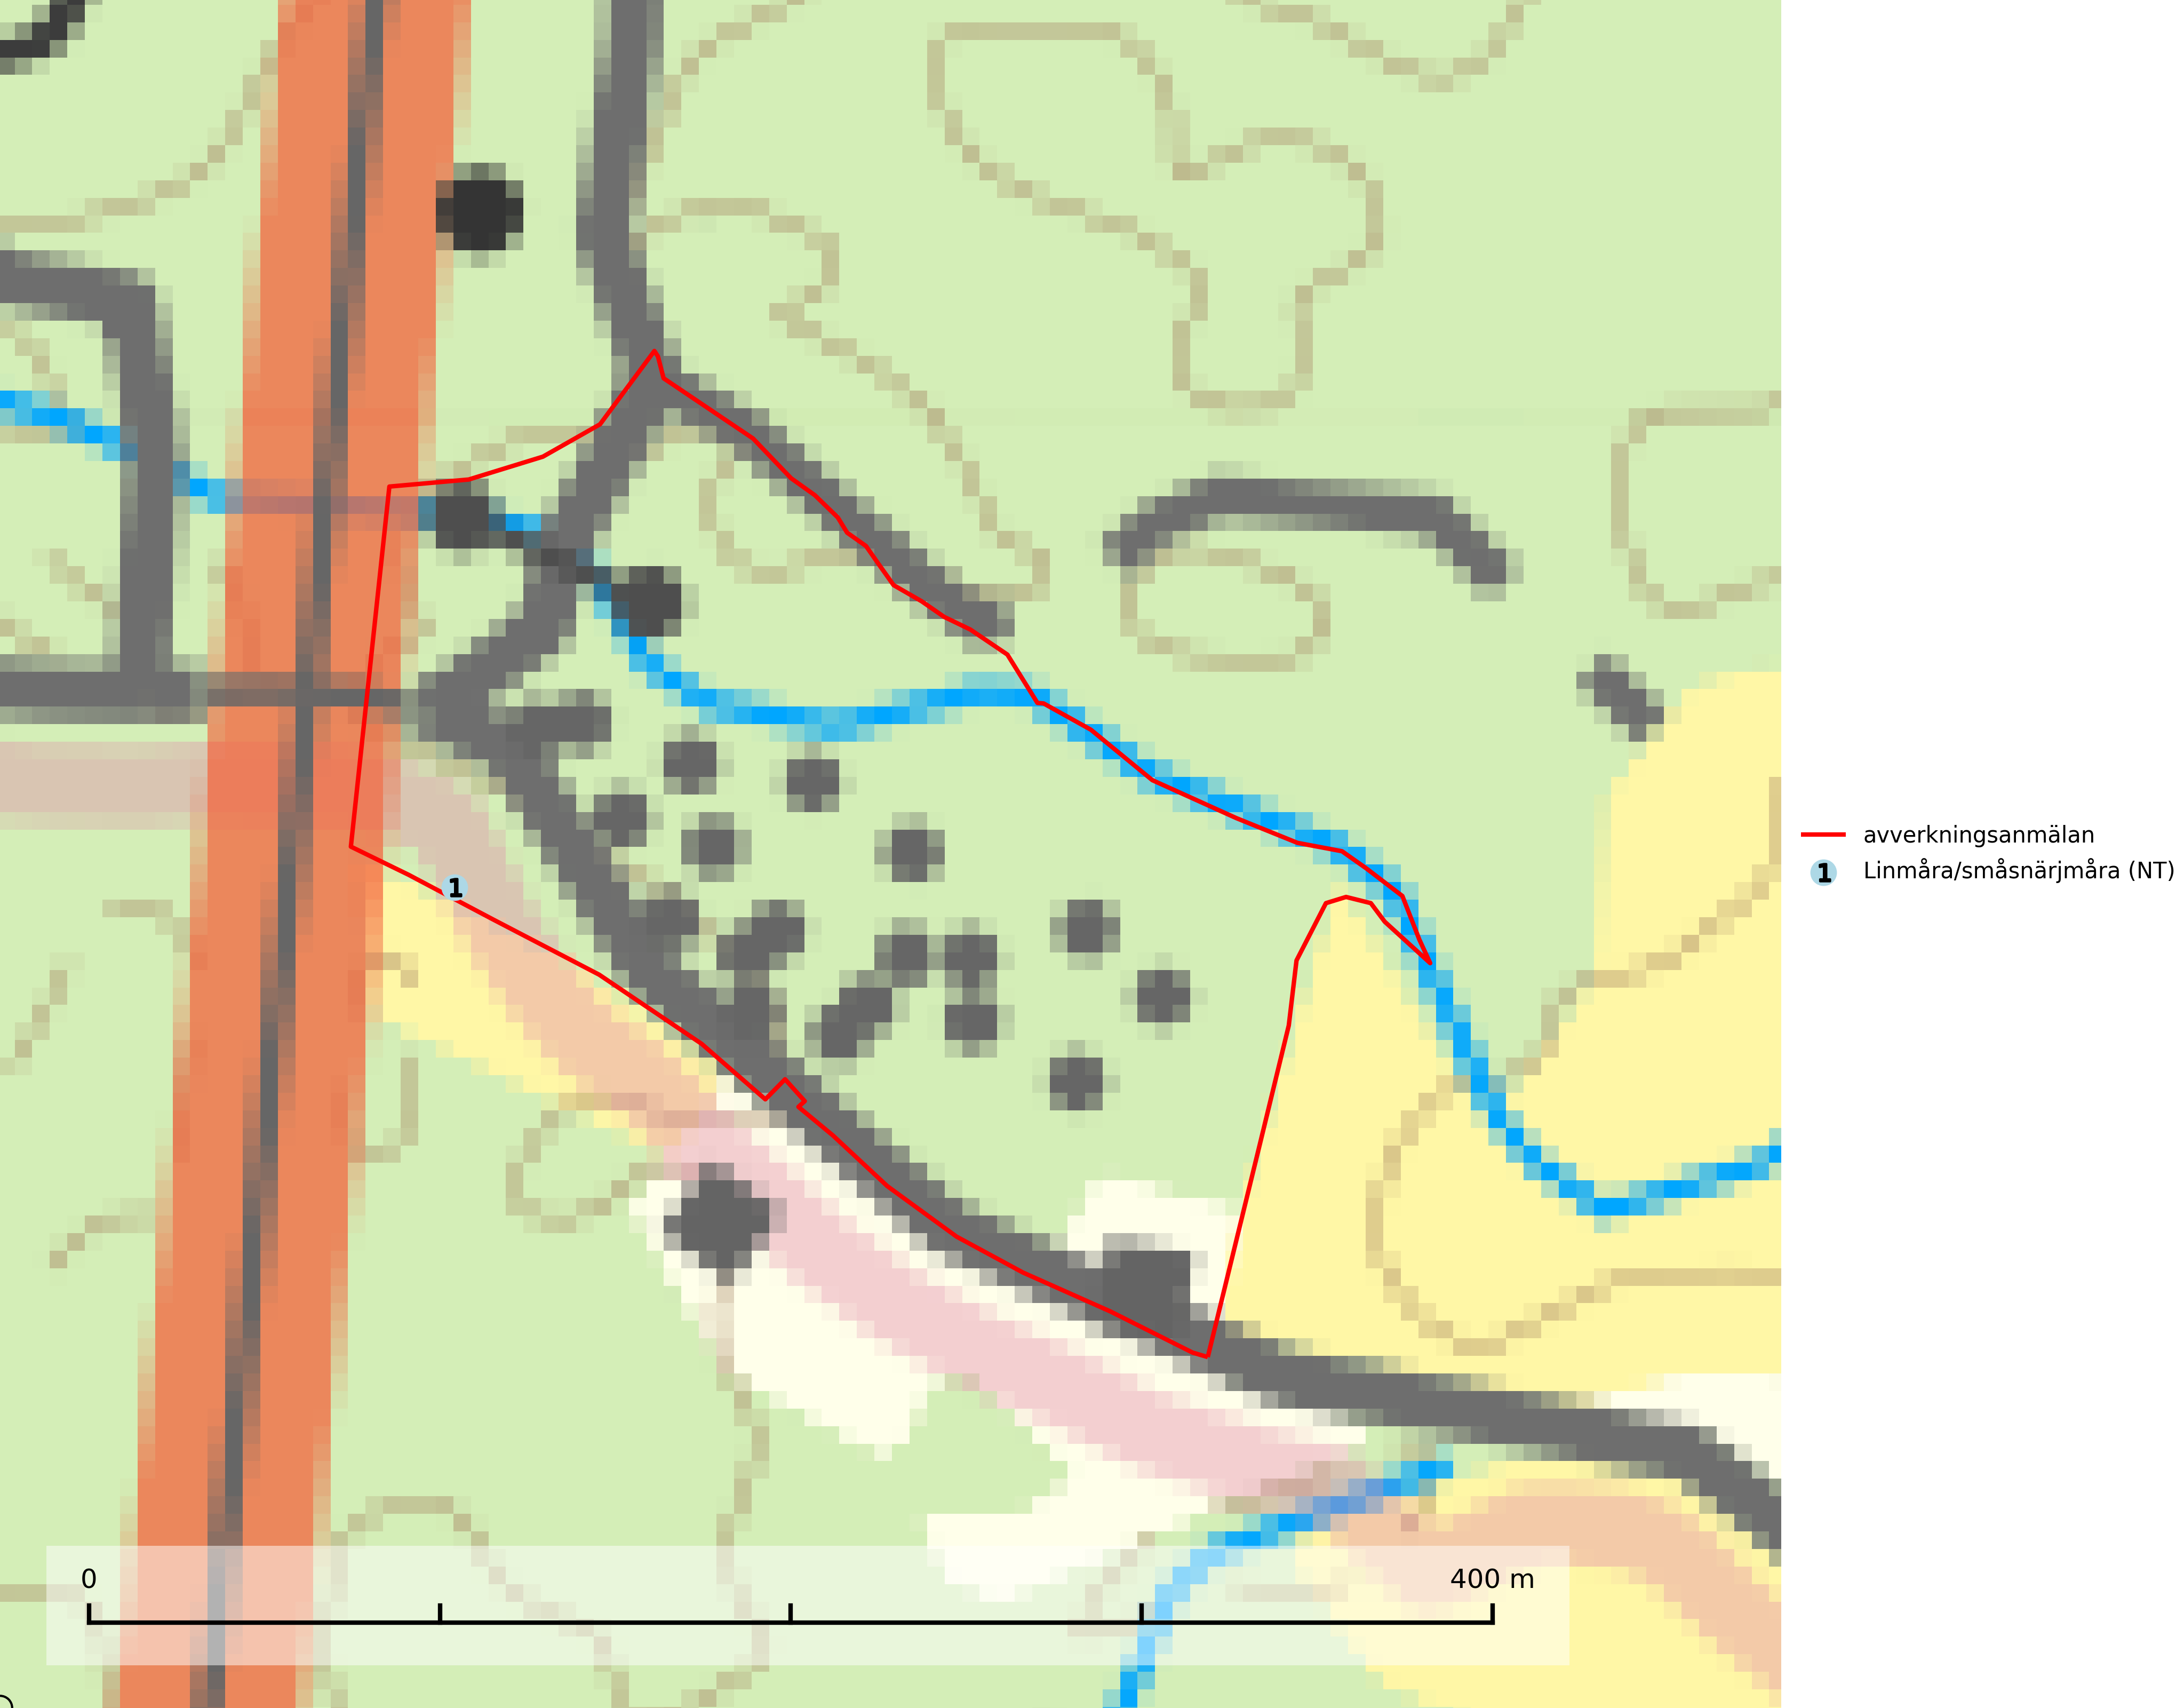 1
avverkningsanmälan
1 Linmåra/småsnärjmåra (NT)
0 400 m